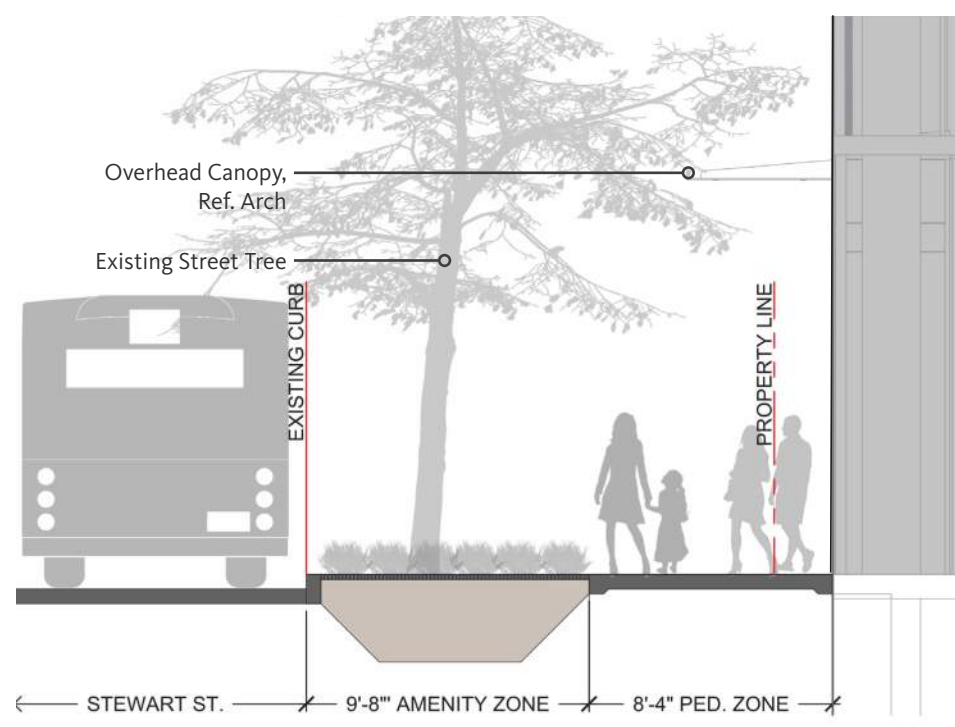 Overhead Canopy,
Ref. Arch
Existing Street Tree
EXISTING CURB
PROPERTY LINE
STEWART ST.
9'-8"' AMENITY ZONE
8'-4" PED. ZONE